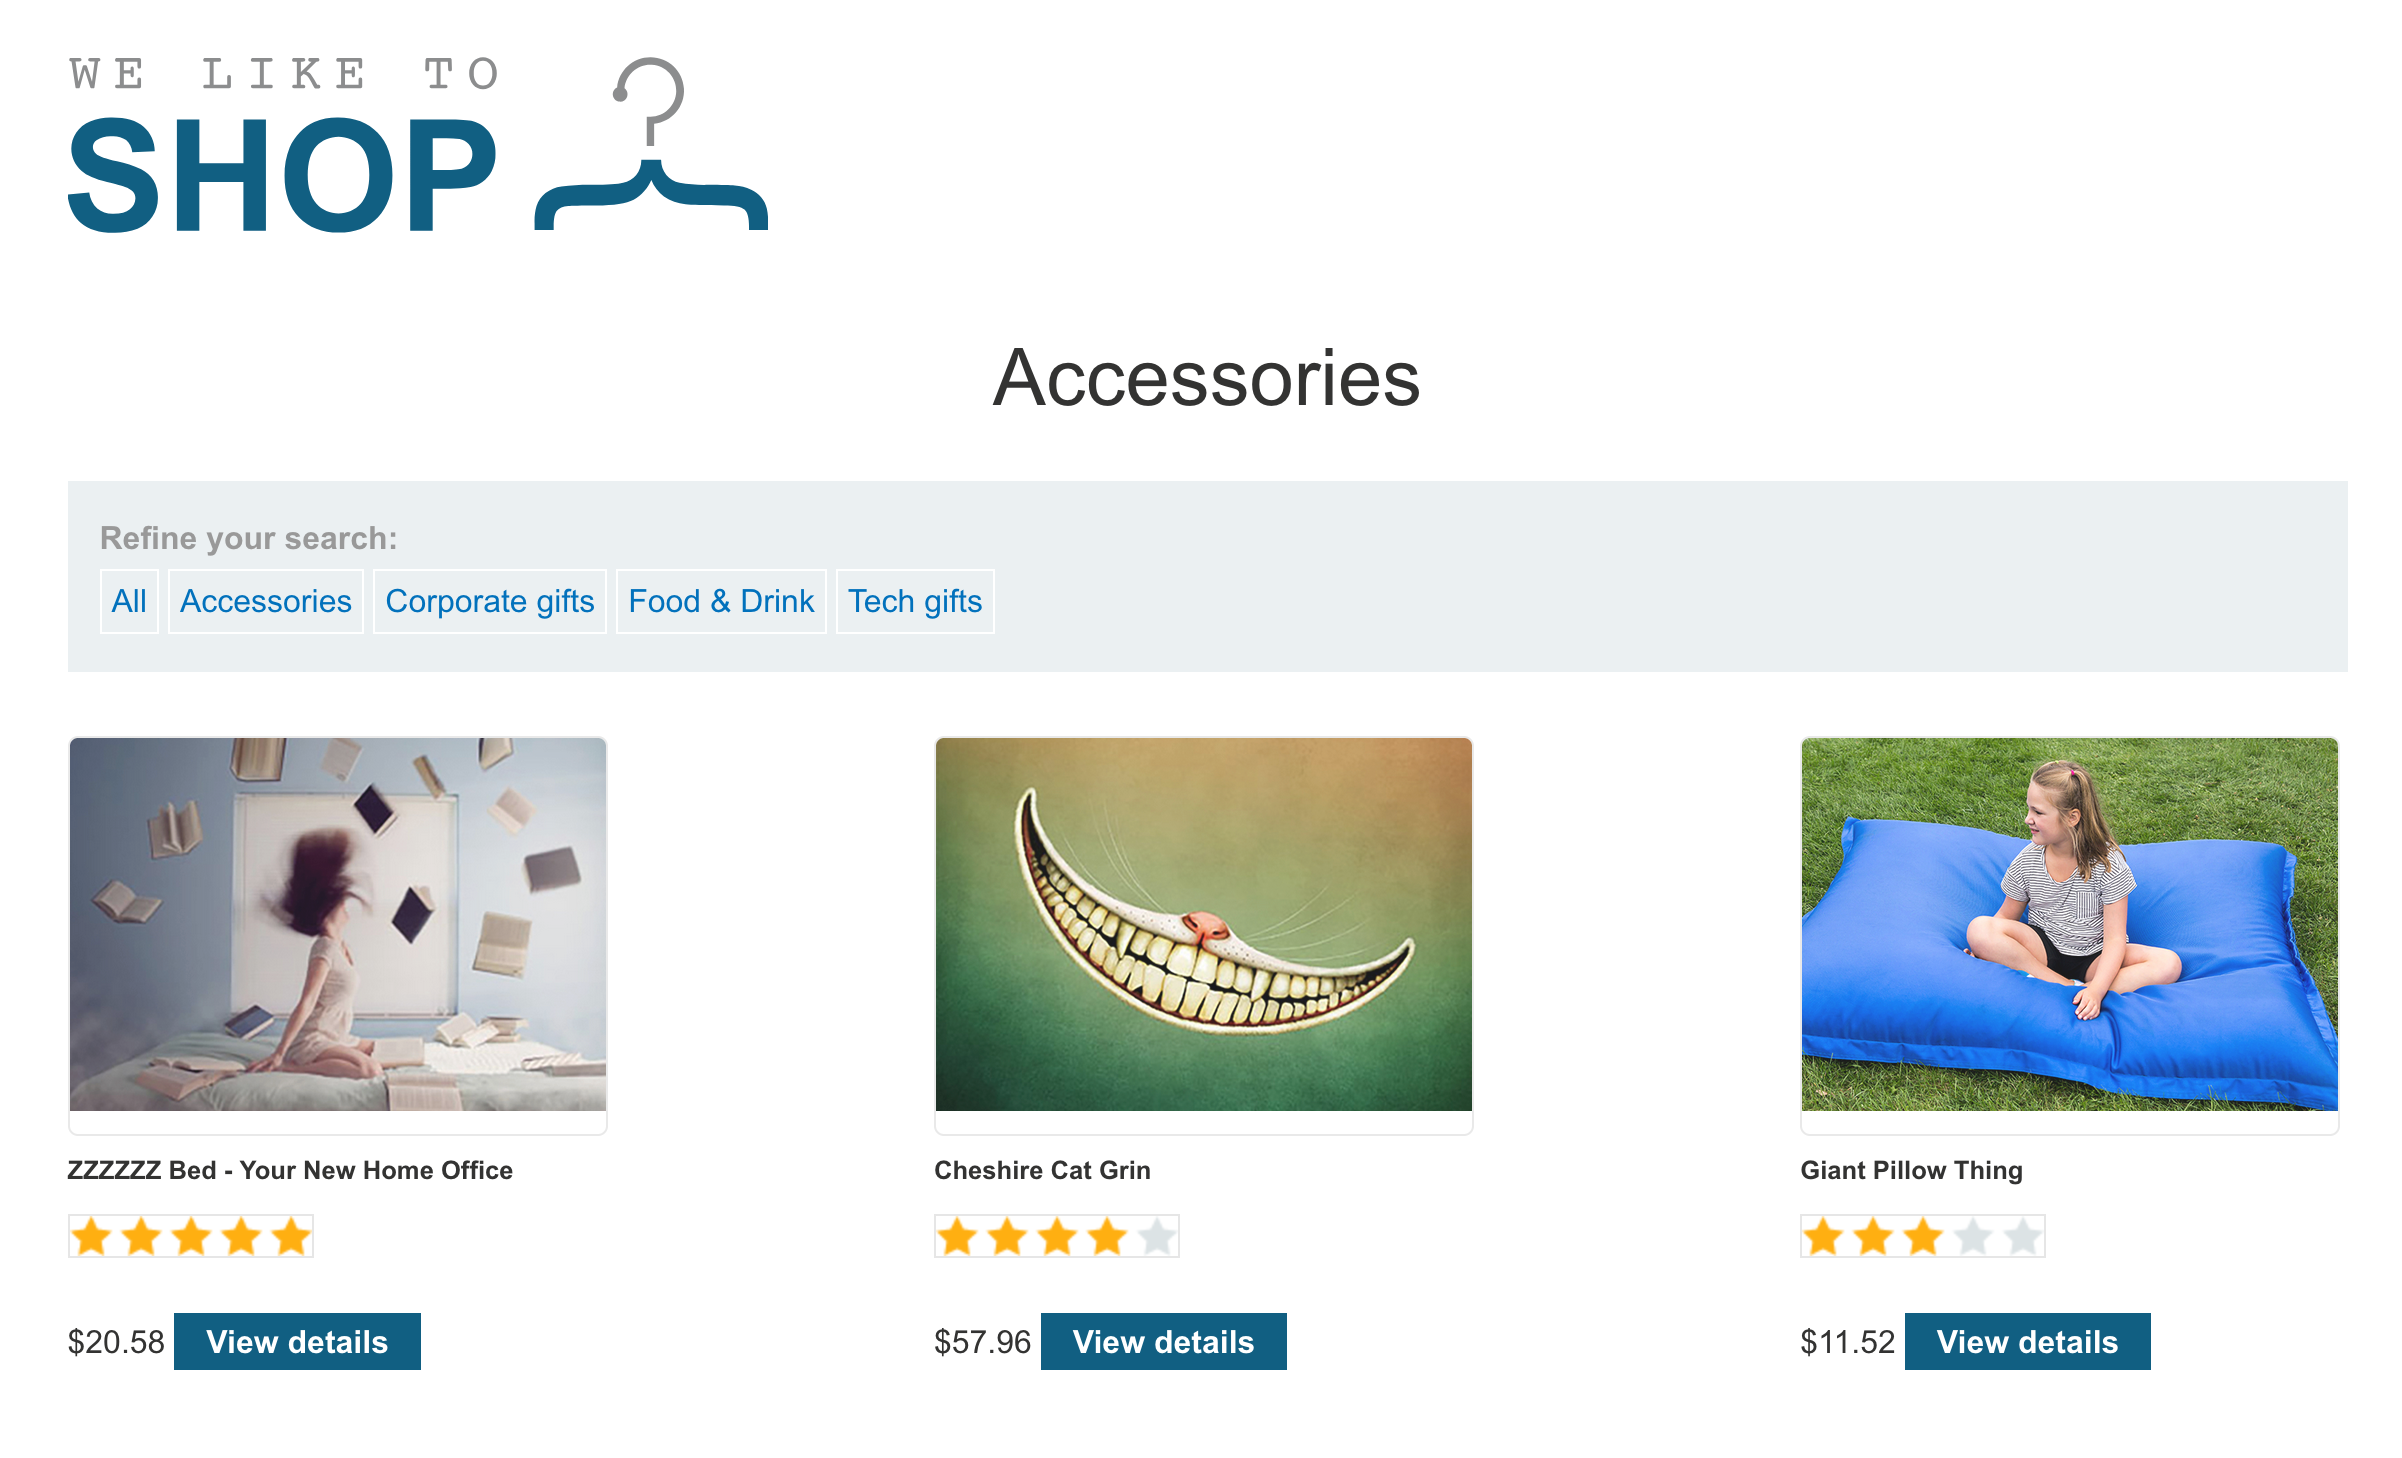 WE LIKE TO
SHOP
Accessories
Refine your search:
All Accessories Corporate gifts Food & Drink Tech gifts
ZZZZZZ Bed - Your New Home Office
Cheshire Cat Grin
Giant Pillow Thing
$20.58 View details
$57.96 View details
$11.52 View details